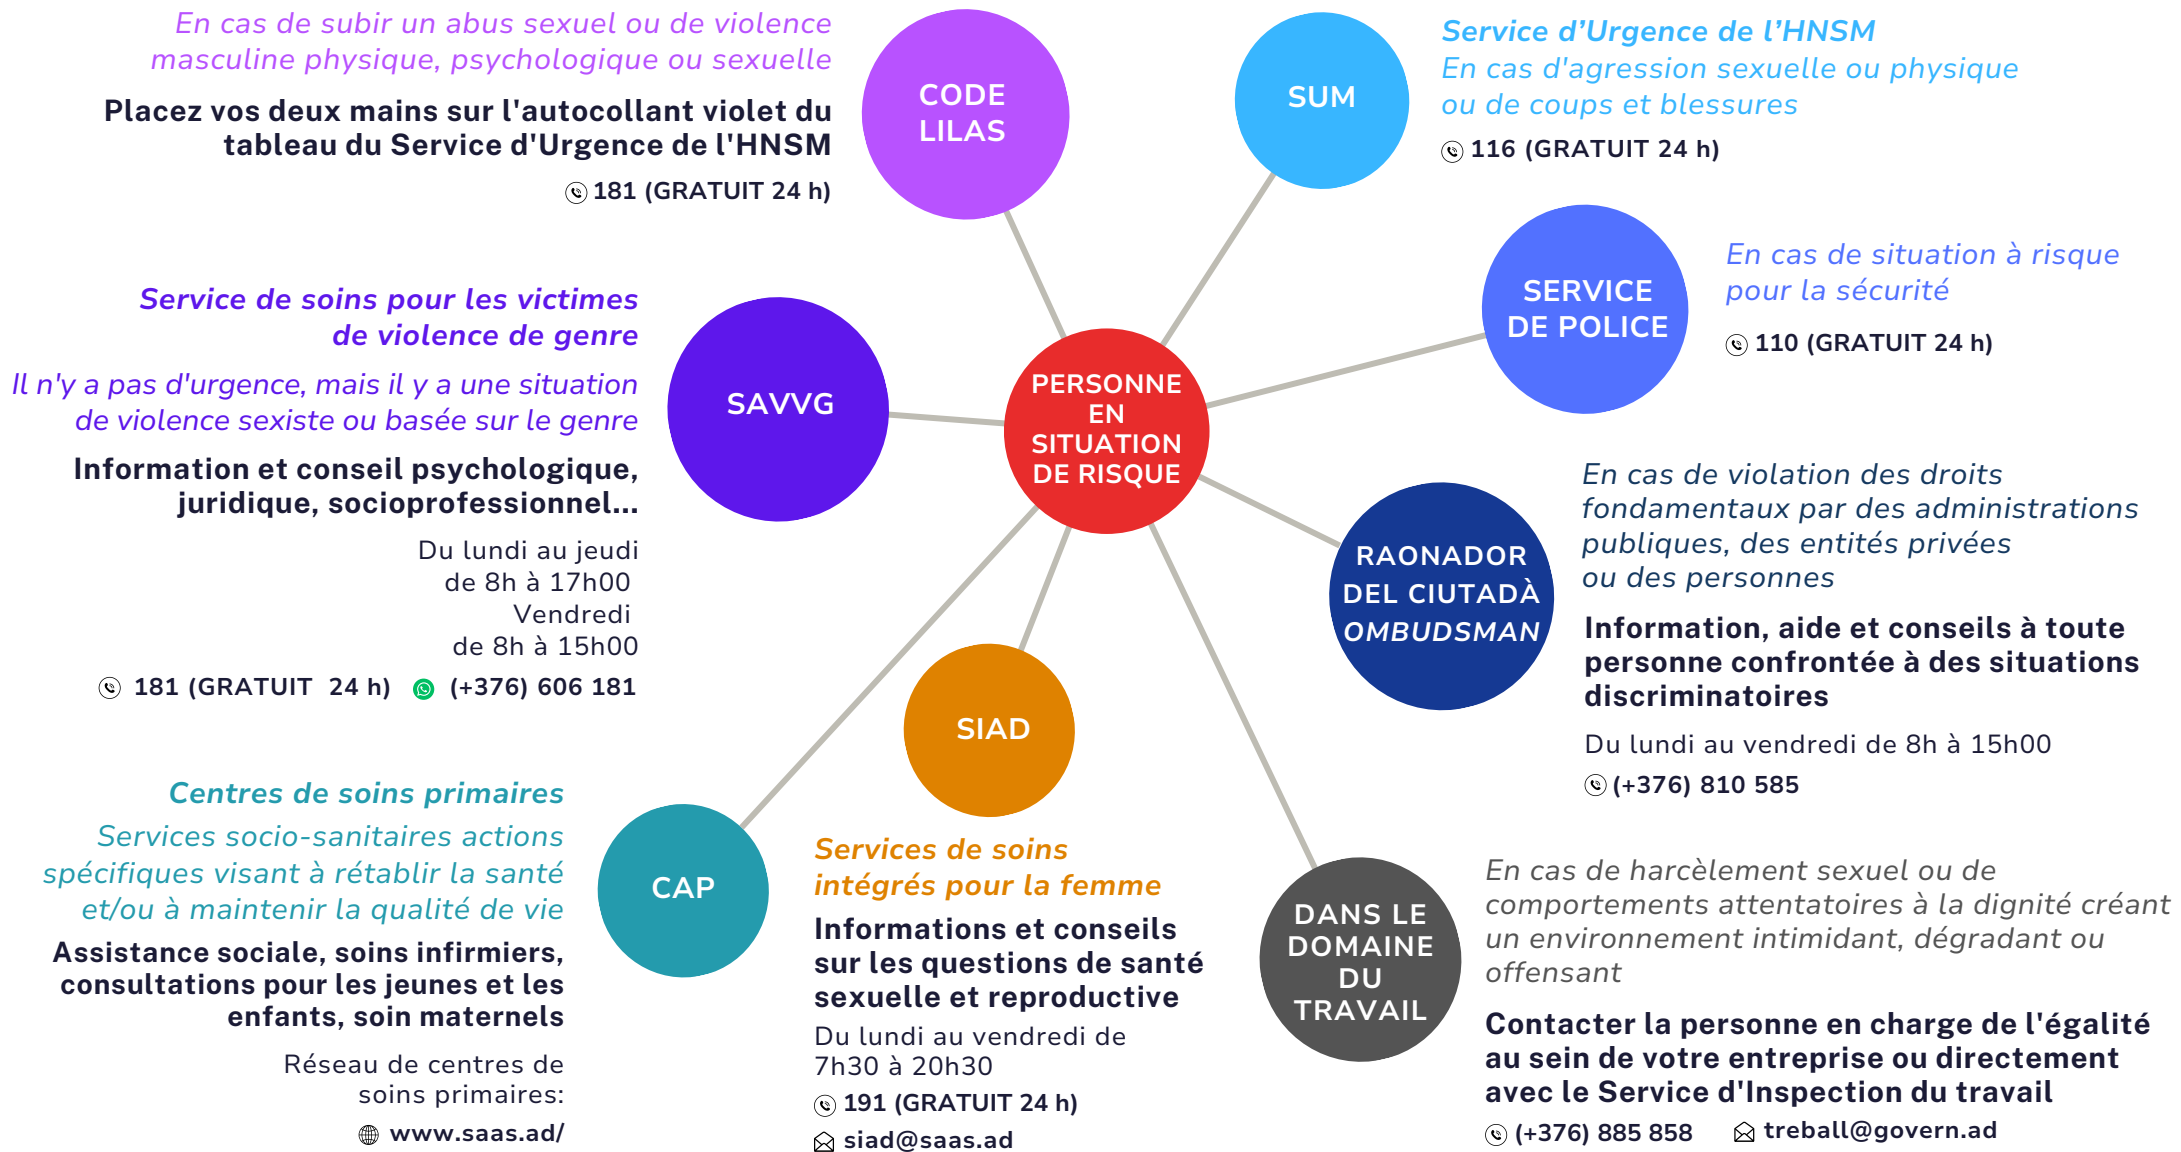 En cas de subir un abus sexuel ou de violence
masculine physique, psychologique ou sexuelle
Placez vos deux mains sur l'autocollant violet du
tableau du Service d'Urgence de l'HNSM
181 (GRATUIT 24 h)
CODE
LILAS
SUM
Service d’Urgence de l’HNSM
En cas d'agression sexuelle ou physique
ou de coups et blessures
116 (GRATUIT 24 h)
SERVICE
DE POLICE
En cas de situation à risque
pour la sécurité
110 (GRATUIT 24 h)
Service de soins pour les victimes
de violence de genre
Il n'y a pas d'urgence, mais il y a une situation
de violence sexiste ou basée sur le genre
Information et conseil psychologique,
juridique, socioprofessionnel...
Du lundi au jeudi
de 8h à 17h00
Vendredi
de 8h à 15h00
181 (GRATUIT 24 h) (+376) 606 181
SAVVG
PERSONNE
EN
SITUATION
DE RISQUE
RAONADOR
DEL CIUTADÀ
OMBUDSMAN
En cas de violation des droits
fondamentaux par des administrations
publiques, des entités privées
ou des personnes
Information, aide et conseils à toute
personne confrontée à des situations
discriminatoires
Du lundi au vendredi de 8h à 15h00
(+376) 810 585
Centres de soins primaires
Services socio-sanitaires actions
spécifiques visant à rétablir la santé
et/ou à maintenir la qualité de vie
Assistance sociale, soins infirmiers,
consultations pour les jeunes et les
enfants, soin maternels
Réseau de centres de
soins primaires:
www.saas.ad/
CAP
SIAD
Services de soins
intégrés pour la femme
Informations et conseils
sur les questions de santé
sexuelle et reproductive
Du lundi au vendredi de
7h30 à 20h30
191 (GRATUIT 24 h)
siad@saas.ad
DANS LE
DOMAINE
DU
TRAVAIL
En cas de harcèlement sexuel ou de
comportements attentatoires à la dignité créant
un environnement intimidant, dégradant ou
offensant
Contacter la personne en charge de l'égalité
au sein de votre entreprise ou directement
avec le Service d'Inspection du travail
(+376) 885 858 treball@govern.ad